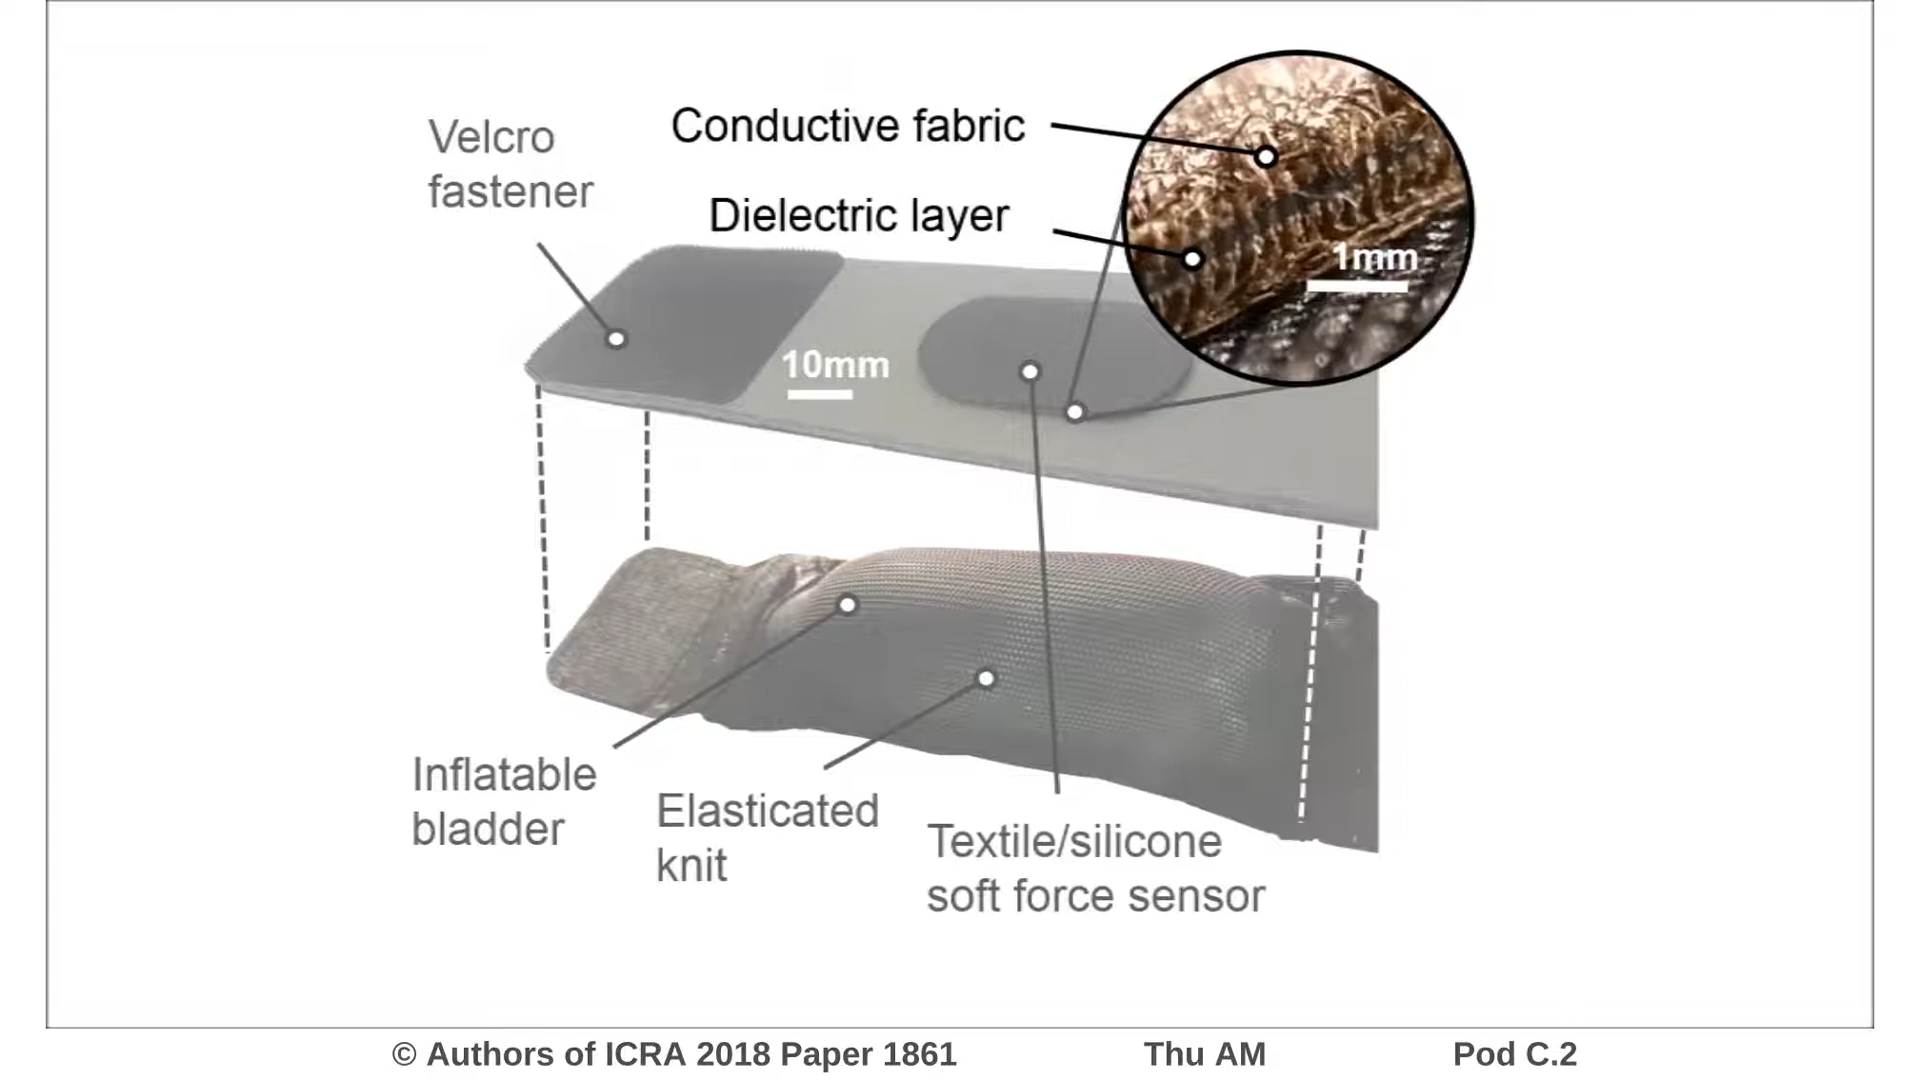 Velcro
fastener
Conductive fabric
Dielectric layer
1mm
10mm
Inflatable
bladder
Elasticated
knit
Textile/silicone
soft force sensor
© Authors of ICRA 2018 Paper 1861 Thu AM Pod C.2